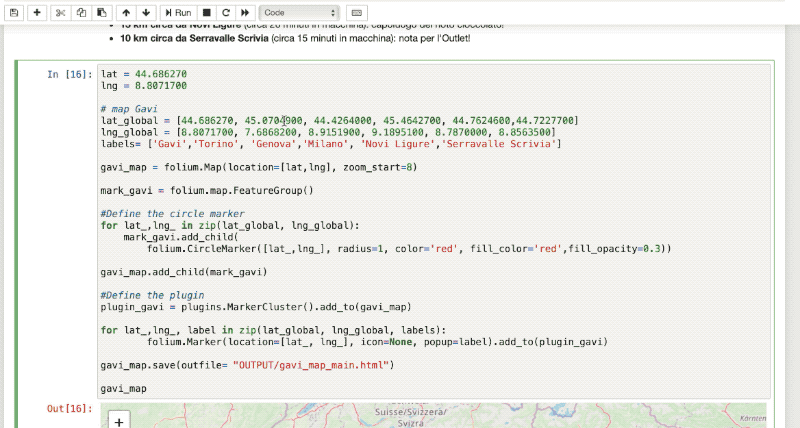 Run
Code
15 km circa da Novi Ligure (circa 20 minuti in macchina): capoluogo del noto cioccolato!
10 km circa da Serravalle Scrivia (circa 15 minuti in macchina): nota per l'Outlet!
In [16]:
lat = 44.686270
lng = 8.8071700
# map Gavi
lat_global = [44.686270, 45.0704900, 44.4264000, 45.4642700, 44.7624600,44.7227700]
lng_global = [8.8071700, 7.6868200, 8.9151900, 9.1895100, 8.7870000, 8.8563500]
labels= ['Gavi','Torino', 'Genova','Milano', 'Novi Ligure','Serravalle Scrivia']
gavi_map = folium.Map(location=[lat,lng], zoom_start=8)
mark_gavi = folium.map.FeatureGroup()
#Define the circle marker
for lat_,lng_ in zip(lat_global, lng_global):
mark_gavi.add_child(
folium.CircleMarker([lat_,lng_], radius=1, color='red', fill_color='red',fill_opacity=0.3))
gavi_map.add_child(mark_gavi)
#Define the plugin
plugin_gavi = plugins.MarkerCluster().add_to(gavi_map)
for lat_,lng_, label in zip(lat_global, lng_global, labels):
folium.Marker(location=[lat_, lng_], icon=None, popup=label).add_to(plugin_gavi)
gavi_map.save(outfile= "OUTPUT/gavi_map_main.html")
gavi_map
Out[16]:
+
Suisse/Svizzera/
Svizra
Kärnten